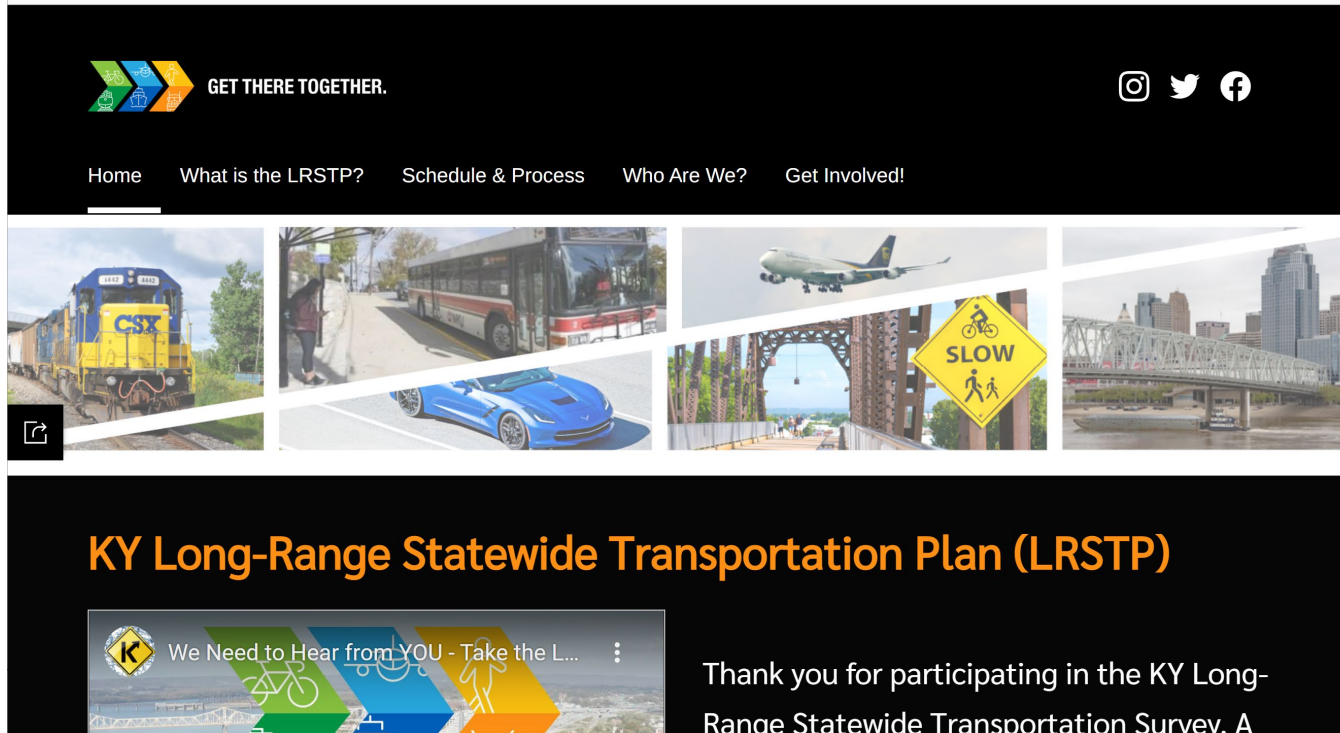 GET THERE TOGETHER.
Home What is the LRSTP? Schedule & Process Who Are We? Get Involved!
4442 4442
CSX
SLOW
KY Long-Range Statewide Transportation Plan (LRSTP)
K
We Need to Hear from YOU - Take the L...
Thank you for participating in the KY Long-
Range Statewide Transportation Survey. A